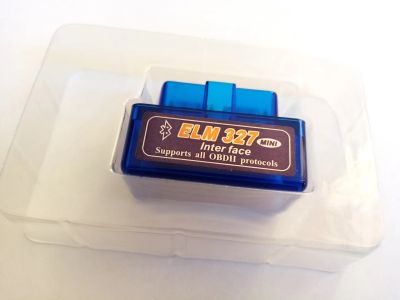 ELM 327 MINI
Inter face
Supports all OBDII protocols